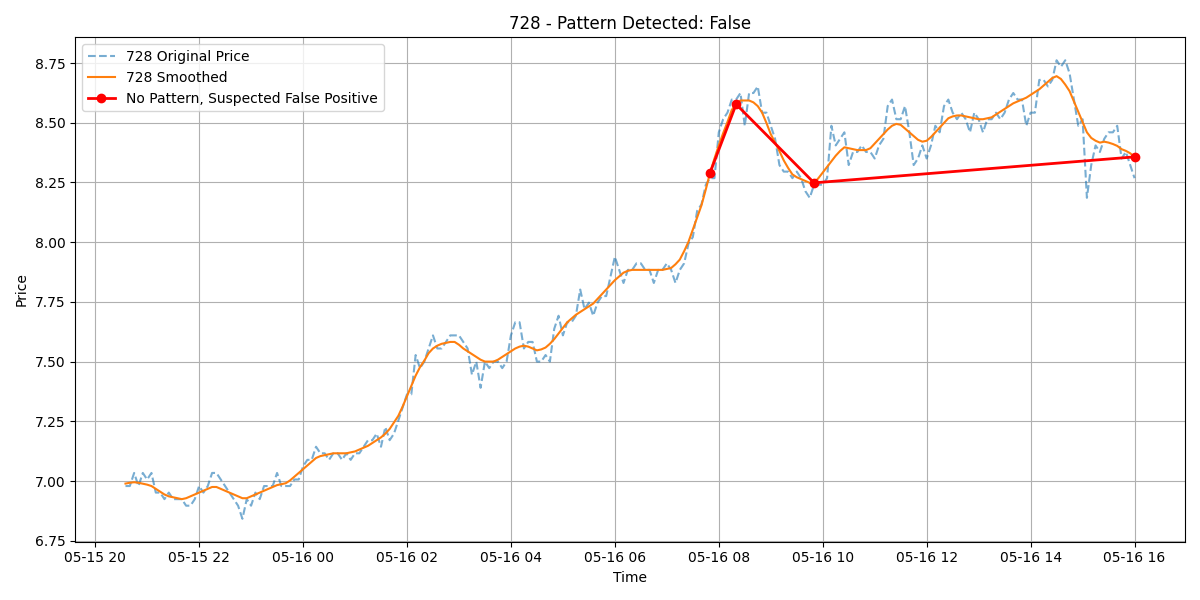 728 - Pattern Detected: False
728 Original Price
728 Smoothed
No Pattern, Suspected False Positive
Price
8.75
8.50
8.25
8.00
7.75
7.50
7.25
7.00
6.75
05-15 20 05-15 22 05-16 00 05-16 02 05-16 04 05-16 06 05-16 08 05-16 10 05-16 12 05-16 14 05-16 16
Time